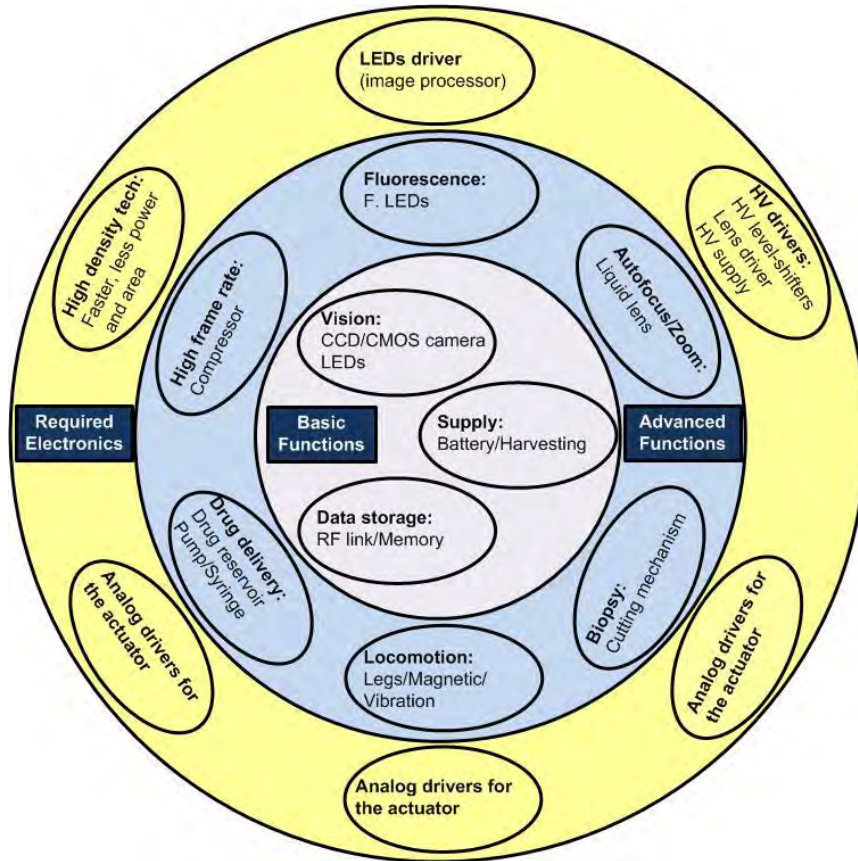 LEDs driver
(image processor)
High density tech:
Faster, less power
and area
HV drivers:
HV level-shifters
Lens driver
HV supply
Fluorescence:
F. LEDs
High frame rate:
Compressor
Autofocus/Zoom:
Liquid lens
Vision:
CCD/CMOS camera
LEDs
Required
Electronics
Basic
Functions
Supply:
Battery/Harvesting
Advanced
Functions
Data storage:
RF link/Memory
Drug delivery:
Drug reservoir
Pump/Syringe
Biopsy:
Cutting mechanism
Locomotion:
Legs/Magnetic/
Vibration
Analog drivers for
the actuator
Analog drivers for
the actuator
Analog drivers for
the actuator